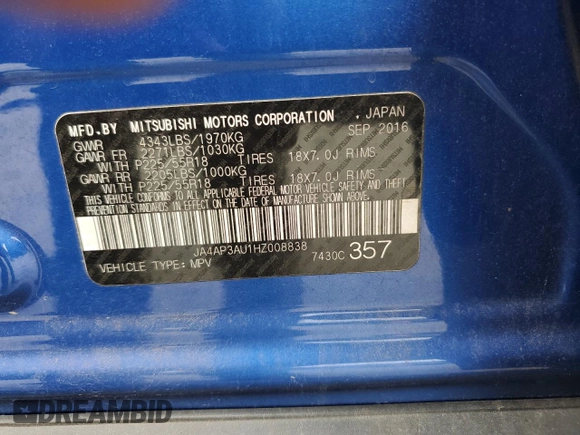 MFD.BY MITSUBISHI MOTORS CORPORATION . JAPAN
GVWR 4343LBS/1970KG SEP 2016
GAWR FR 2271LBS/1030KG
WITH P225/55R18 TIRES 18X7.0J RIMS
GAWR RR 2205LBS/1000KG
WITH P225/55R18 TIRES 18X7.0J RIMS
THIS VEHICLE CONFORMS TO ALL APPLICABLE FEDERAL MOTOR VEHICLE SAFETY AND THEFT
PREVENTION STANDARDS IN EFFECT ON THE DATE OF MANUFACTURE SHOWN ABOVE.
C C
JA4AP3AU1HZ008838
VEHICLE TYPE: MPV 7430C 357
DREAMBID